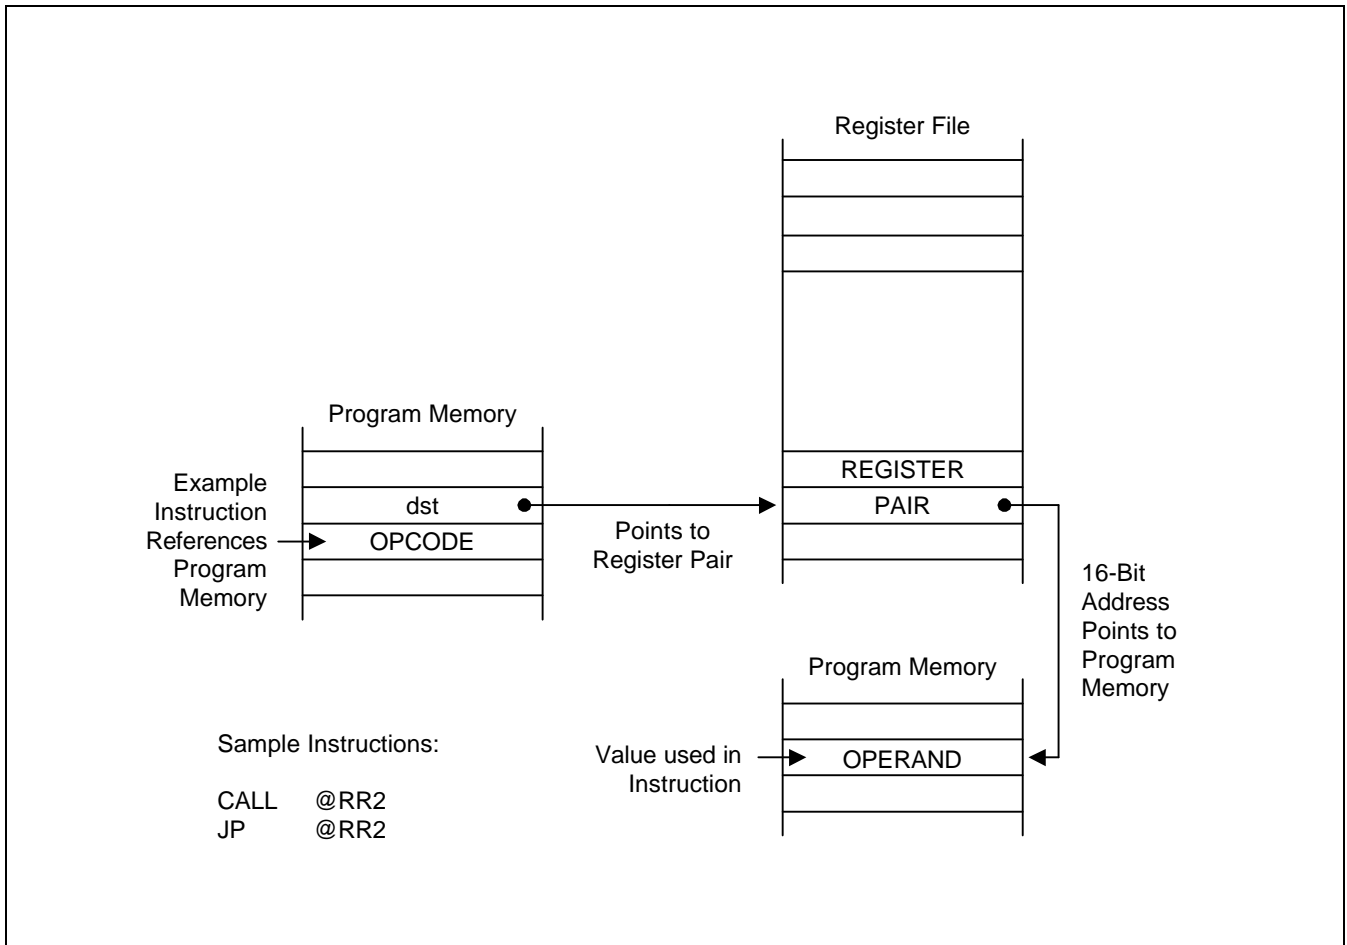 Register File
Program Memory
Example
Instruction
References
Program
Memory
dst
OPCODE
Points to
Register Pair
REGISTER
PAIR
16-Bit
Address
Points to
Program
Memory
Program Memory
Value used in
Instruction
OPERAND
Sample Instructions:
CALL @RR2
JP @RR2